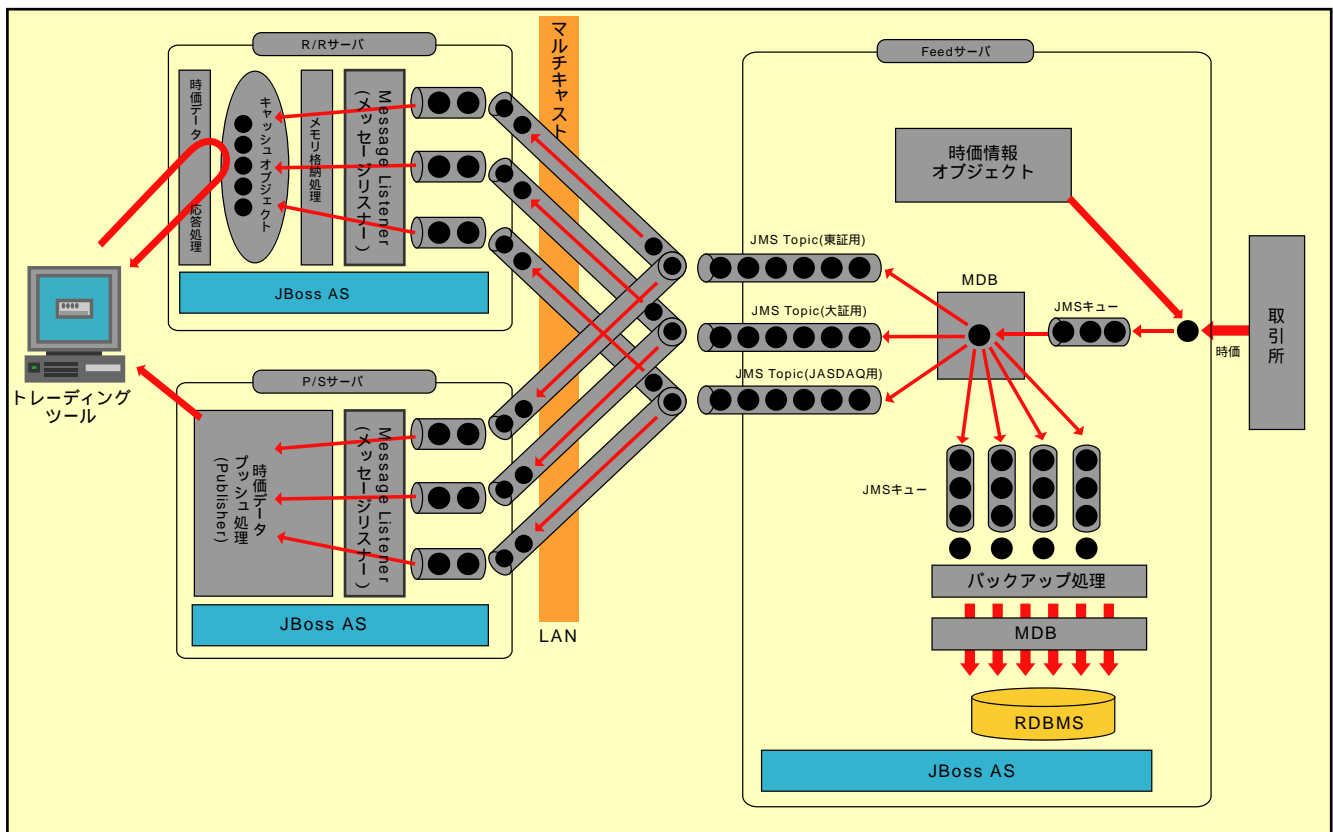 R/Rサーバ
時価データ 応答処理
キャッシュオブジェクト
メモリ格納処理
Message Listener
(メッセージリスナー)
JBoss AS
トレーディング
ツール
P/Sサーバ
時価データ
プッシュ処理
(Publisher)
Message Listener
(メッセージリスナー)
JBoss AS
マルチキャスト
LAN
Feedサーバ
時価情報
オブジェクト
JMS Topic(東証用)
JMS Topic(大証用)
JMS Topic(JASDAQ用)
MDB
JMSキュー
時価
取引所
JMSキュー
バックアップ処理
MDB
RDBMS
JBoss AS